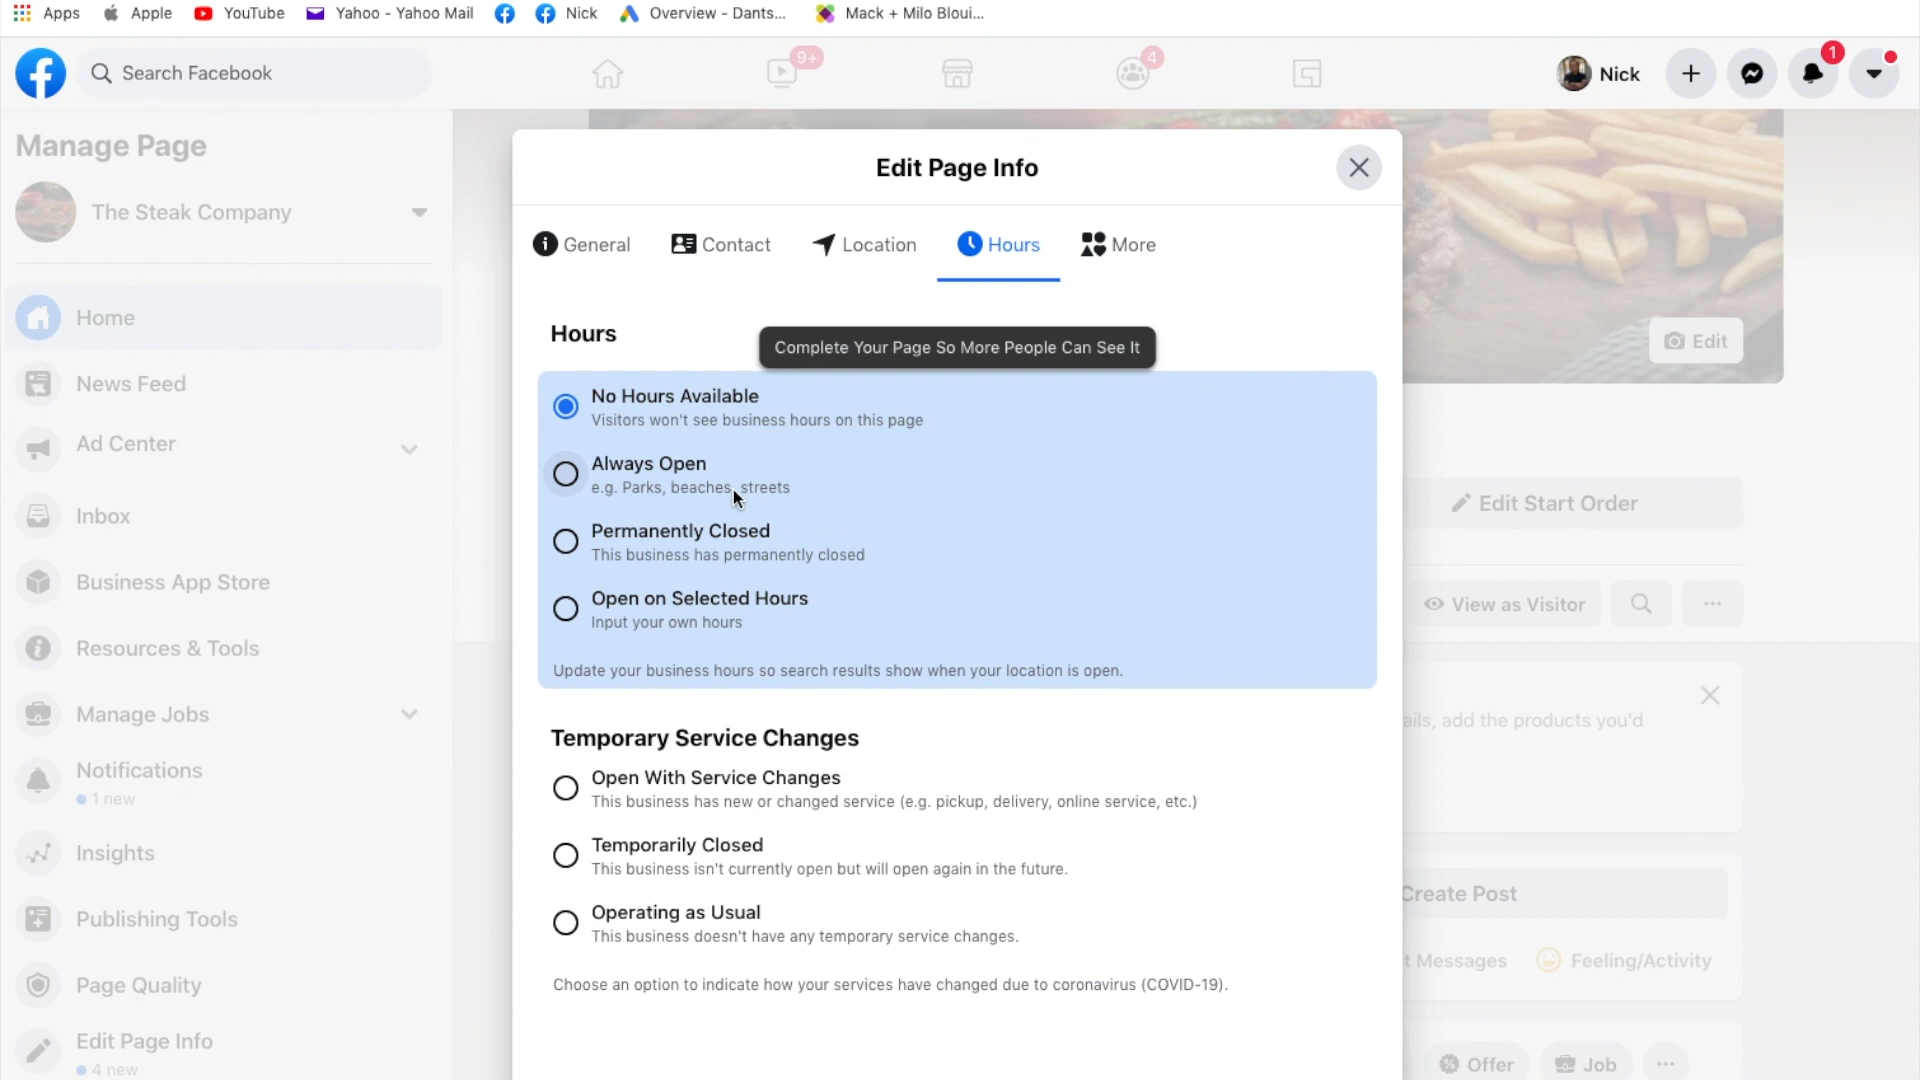 Apps Apple YouTube Yahoo - Yahoo Mail Nick Overview - Dants... Mack + Milo Bloui...
Search Facebook 9+ 4 Nick 1
Manage Page
The Steak Company
Home
News Feed
Ad Center
Inbox
Business App Store
Resources & Tools
Manage Jobs
Notifications
1 new
Insights
Publishing Tools
Page Quality
Edit Page Info
4 new
Edit Page Info
General Contact Location Hours More
Hours
Complete Your Page So More People Can See It
No Hours Available
Visitors won't see business hours on this page
Always Open
e.g. Parks, beaches, streets
Permanently Closed
This business has permanently closed
Open on Selected Hours
Input your own hours
Update your business hours so search results show when your location is open.
Temporary Service Changes
Open With Service Changes
This business has new or changed service (e.g. pickup, delivery, online service, etc.)
Temporarily Closed
This business isn't currently open but will open again in the future.
Operating as Usual
This business doesn't have any temporary service changes.
Choose an option to indicate how your services have changed due to coronavirus (COVID-19).
Edit
Edit Start Order
View as Visitor
ails, add the products you'd
Create Post
t Messages Feeling/Activity
Offer Job